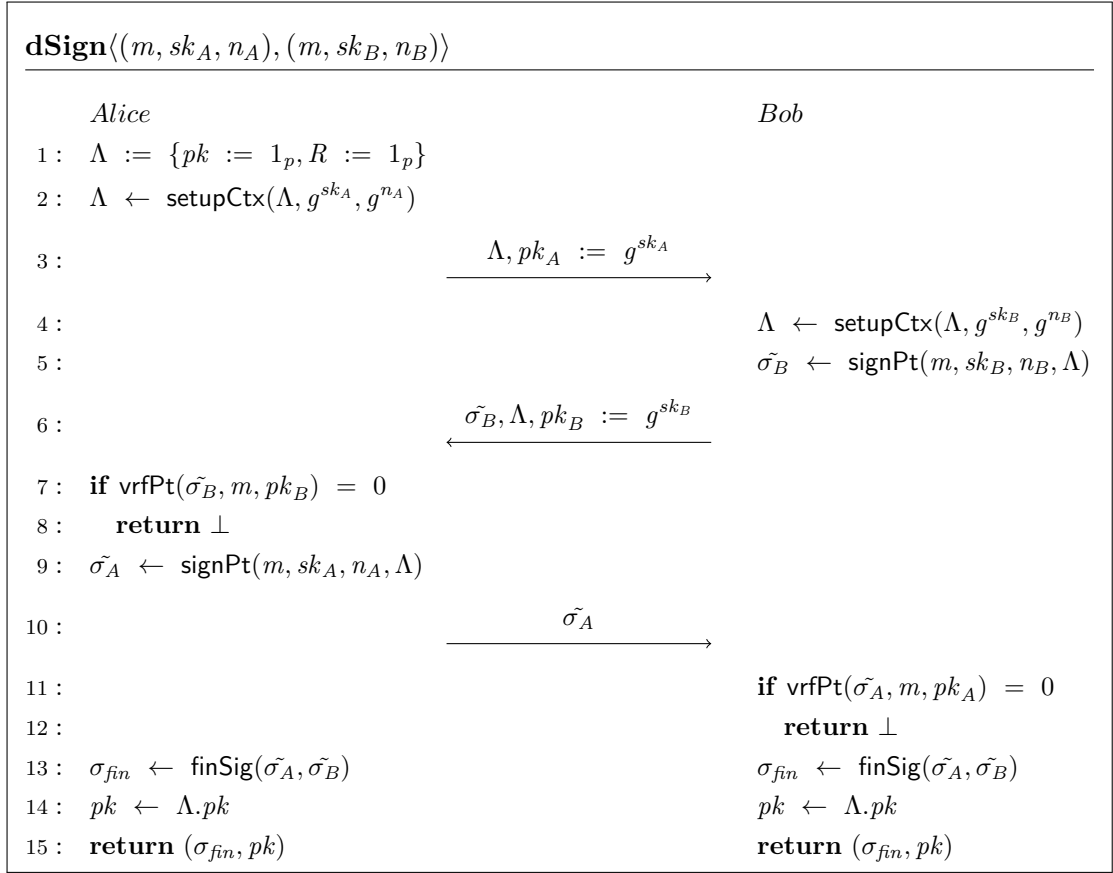 dSign⟨(m, sk_A, n_A), (m, sk_B, n_B)⟩
Alice Bob
1 : Λ := {pk := 1_p, R := 1_p}
2 : Λ ← setupCtx(Λ, g^{sk_A}, g^{n_A})
3 : Λ, pk_A := g^{sk_A}
4 : Λ ← setupCtx(Λ, g^{sk_B}, g^{n_B})
5 : σ̃_B ← signPt(m, sk_B, n_B, Λ)
6 : σ̃_B, Λ, pk_B := g^{sk_B}
7 : if vrfPt(σ̃_B, m, pk_B) = 0
8 : return ⊥
9 : σ̃_A ← signPt(m, sk_A, n_A, Λ)
10 : σ̃_A
11 : if vrfPt(σ̃_A, m, pk_A) = 0
12 : return ⊥
13 : σ_fin ← finSig(σ̃_A, σ̃_B) σ_fin ← finSig(σ̃_A, σ̃_B)
14 : pk ← Λ.pk pk ← Λ.pk
15 : return (σ_fin, pk) return (σ_fin, pk)